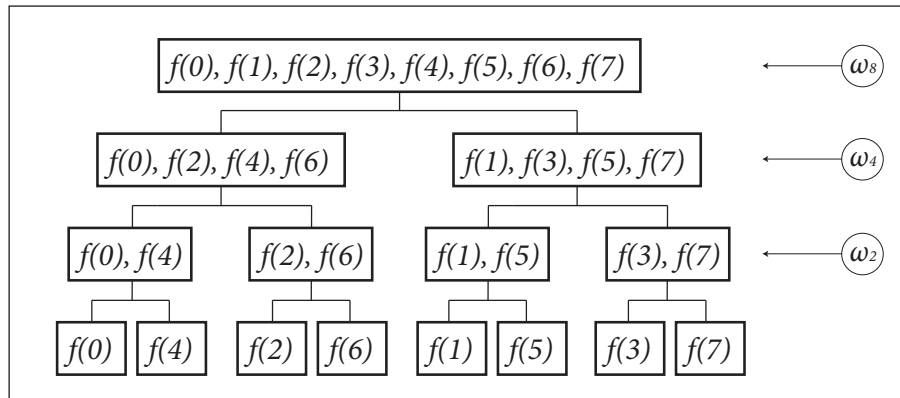 f(0), f(1), f(2), f(3), f(4), f(5), f(6), f(7) ω₈
f(0), f(2), f(4), f(6) f(1), f(3), f(5), f(7) ω₄
f(0), f(4) f(2), f(6) f(1), f(5) f(3), f(7) ω₂
f(0) f(4) f(2) f(6) f(1) f(5) f(3) f(7)